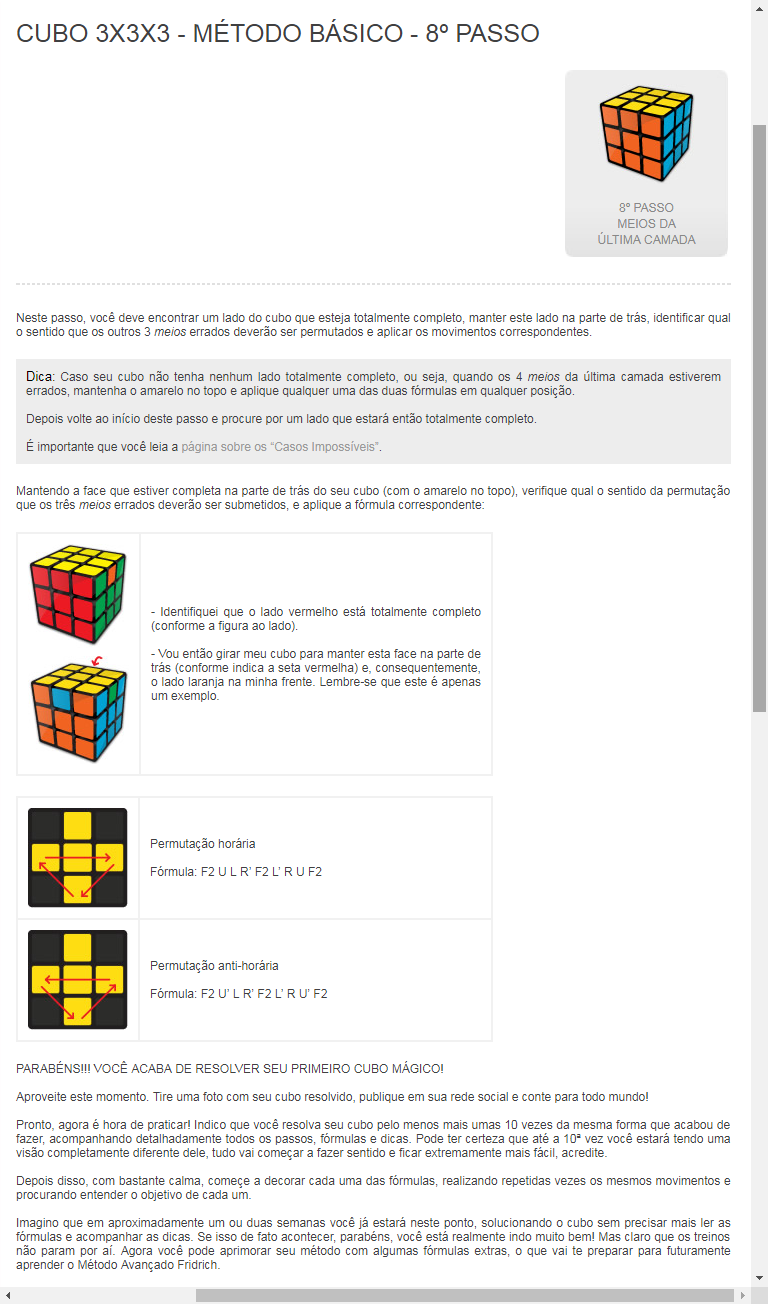 CUBO 3X3X3 - MÉTODO BÁSICO - 8º PASSO
8º PASSO
MEIOS DA
ÚLTIMA CAMADA
Neste passo, você deve encontrar um lado do cubo que esteja totalmente completo, manter este lado na parte de trás, identificar qual
o sentido que os outros 3 meios errados deverão ser permutados e aplicar os movimentos correspondentes.
Dica: Caso seu cubo não tenha nenhum lado totalmente completo, ou seja, quando os 4 meios da última camada estiverem
errados, mantenha o amarelo no topo e aplique qualquer uma das duas fórmulas em qualquer posição.
Depois volte ao início deste passo e procure por um lado que estará então totalmente completo.
É importante que você leia a página sobre os “Casos Impossíveis”.
Mantendo a face que estiver completa na parte de trás do seu cubo (com o amarelo no topo), verifique qual o sentido da permutação
que os três meios errados deverão ser submetidos, e aplique a fórmula correspondente:
- Identifiquei que o lado vermelho está totalmente completo
(conforme a figura ao lado).
- Vou então girar meu cubo para manter esta face na parte de
trás (conforme indica a seta vermelha) e, consequentemente,
o lado laranja na minha frente. Lembre-se que este é apenas
um exemplo.
Permutação horária
Fórmula: F2 U L R’ F2 L’ R U F2
Permutação anti-horária
Fórmula: F2 U’ L R’ F2 L’ R U’ F2
PARABÉNS!!! VOCÊ ACABA DE RESOLVER SEU PRIMEIRO CUBO MÁGICO!
Aproveite este momento. Tire uma foto com seu cubo resolvido, publique em sua rede social e conte para todo mundo!
Pronto, agora é hora de praticar! Indico que você resolva seu cubo pelo menos mais umas 10 vezes da mesma forma que acabou de
fazer, acompanhando detalhadamente todos os passos, fórmulas e dicas. Pode ter certeza que até a 10ª vez você estará tendo uma
visão completamente diferente dele, tudo vai começar a fazer sentido e ficar extremamente mais fácil, acredite.
Depois disso, com bastante calma, começe a decorar cada uma das fórmulas, realizando repetidas vezes os mesmos movimentos e
procurando entender o objetivo de cada um.
Imagino que em aproximadamente um ou duas semanas você já estará neste ponto, solucionando o cubo sem precisar mais ler as
fórmulas e acompanhar as dicas. Se isso de fato acontecer, parabéns, você está realmente indo muito bem! Mas claro que os treinos
não param por aí. Agora você pode aprimorar seu método com algumas fórmulas extras, o que vai te preparar para futuramente
aprender o Método Avançado Fridrich.